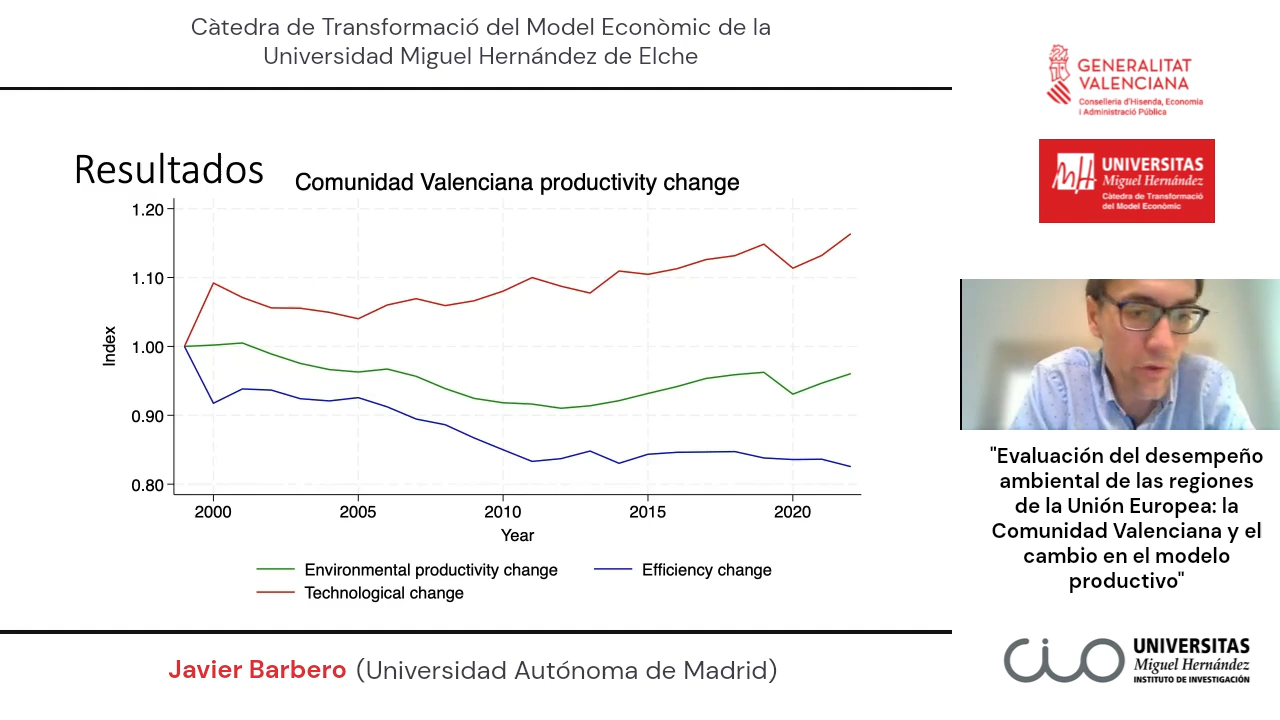 Càtedra de Transformació del Model Econòmic de la
Universidad Miguel Hernández de Elche
GENERALITAT
VALENCIANA
Conselleria d'Hisenda, Economia
i Administració Pública
UNIVERSITAS
Miguel Hernández
Càtedra de Transformació
del Model Econòmic
Resultados
Comunidad Valenciana productivity change
1.20
1.10
1.00
0.90
0.80
Index
2000 2005 2010 2015 2020
Year
Environmental productivity change
Efficiency change
Technological change
"Evaluación del desempeño
ambiental de las regiones
de la Unión Europea: la
Comunidad Valenciana y el
cambio en el modelo
productivo"
Javier Barbero (Universidad Autónoma de Madrid)
cio
UNIVERSITAS
Miguel Hernández
INSTITUTO DE INVESTIGACIÓN